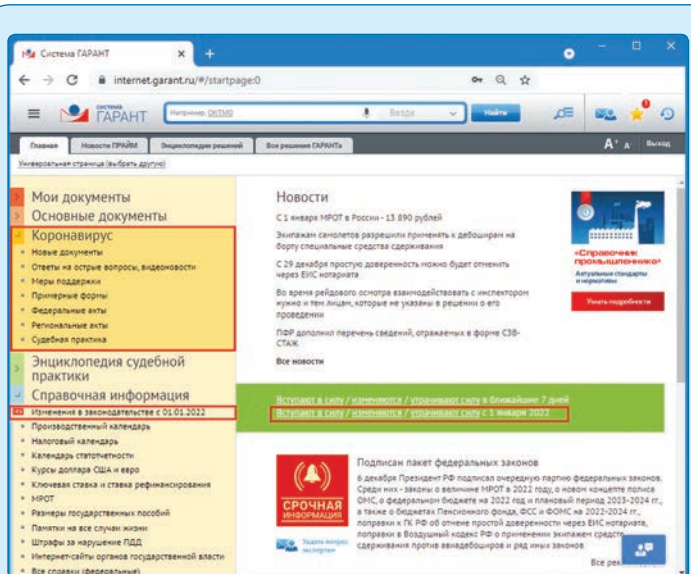 Система ГАРАНТ
internet.garant.ru/#/startpage:0
СИСТЕМА
ГАРАНТ
Например, ОКТМО
Везде
Найти
Главная
Новости ПРАЙМ
Энциклопедии решений
Все решения ГАРАНТа
А+ А-
Выход
Универсальная страница (выбрать другую)
Мои документы
Основные документы
Коронавирус
Новые документы
Ответы на острые вопросы, видеоновости
Меры поддержки
Примерные формы
Федеральные акты
Региональные акты
Судебная практика
Энциклопедия судебной
практики
Справочная информация
Изменения в законодательстве с 01.01.2022
Производственный календарь
Налоговый календарь
Календарь статотчетности
Курсы доллара США и евро
Ключевая ставка и ставка рефинансирования
МРОТ
Размеры государственных пособий
Памятки на все случаи жизни
Штрафы за нарушение ПДД
Интернет-сайты органов государственной власти
Все справки (федеральные)
Новости
С 1 января МРОТ в России - 13 890 рублей
Экипажам самолетов разрешили применять к дебоширам на
борту специальные средства сдерживания
С 29 декабря простую доверенность можно будет отменить
через ЕИС нотариата
Во время рейдового осмотра взаимодействовать с инспектором
нужно и тем лицам, которые не указаны в решении о его
проведении
ПФР дополнил перечень сведений, отражаемых в форме СЗВ-
СТАЖ
Все новости
«Справочник
промышленника»
Актуальные стандарты
и нормативы
Узнать подробности
Вступают в силу / изменяются / утрачивают силу в ближайшие 7 дней
Вступают в силу / изменяются / утрачивают силу с 1 января 2022
СРОЧНАЯ
ИНФОРМАЦИЯ
Задать вопрос
экспертам
Подписан пакет федеральных законов
6 декабря Президент РФ подписал очередную партию федеральных законов.
Среди них - законы о величине МРОТ в 2022 году, о новом концепте полиса
ОМС, о федеральном бюджете на 2022 год и плановый период 2023-2024 гг.,
а также о бюджетах Пенсионного фонда, ФСС и ФОМС на 2022-2024 гг.,
поправки к ГК РФ об отмене простой доверенности через ЕИС нотариата,
поправки в Воздушный кодекс РФ о применении экипажем средств
сдерживания против авиадебоширов и ряд иных законов.
Все